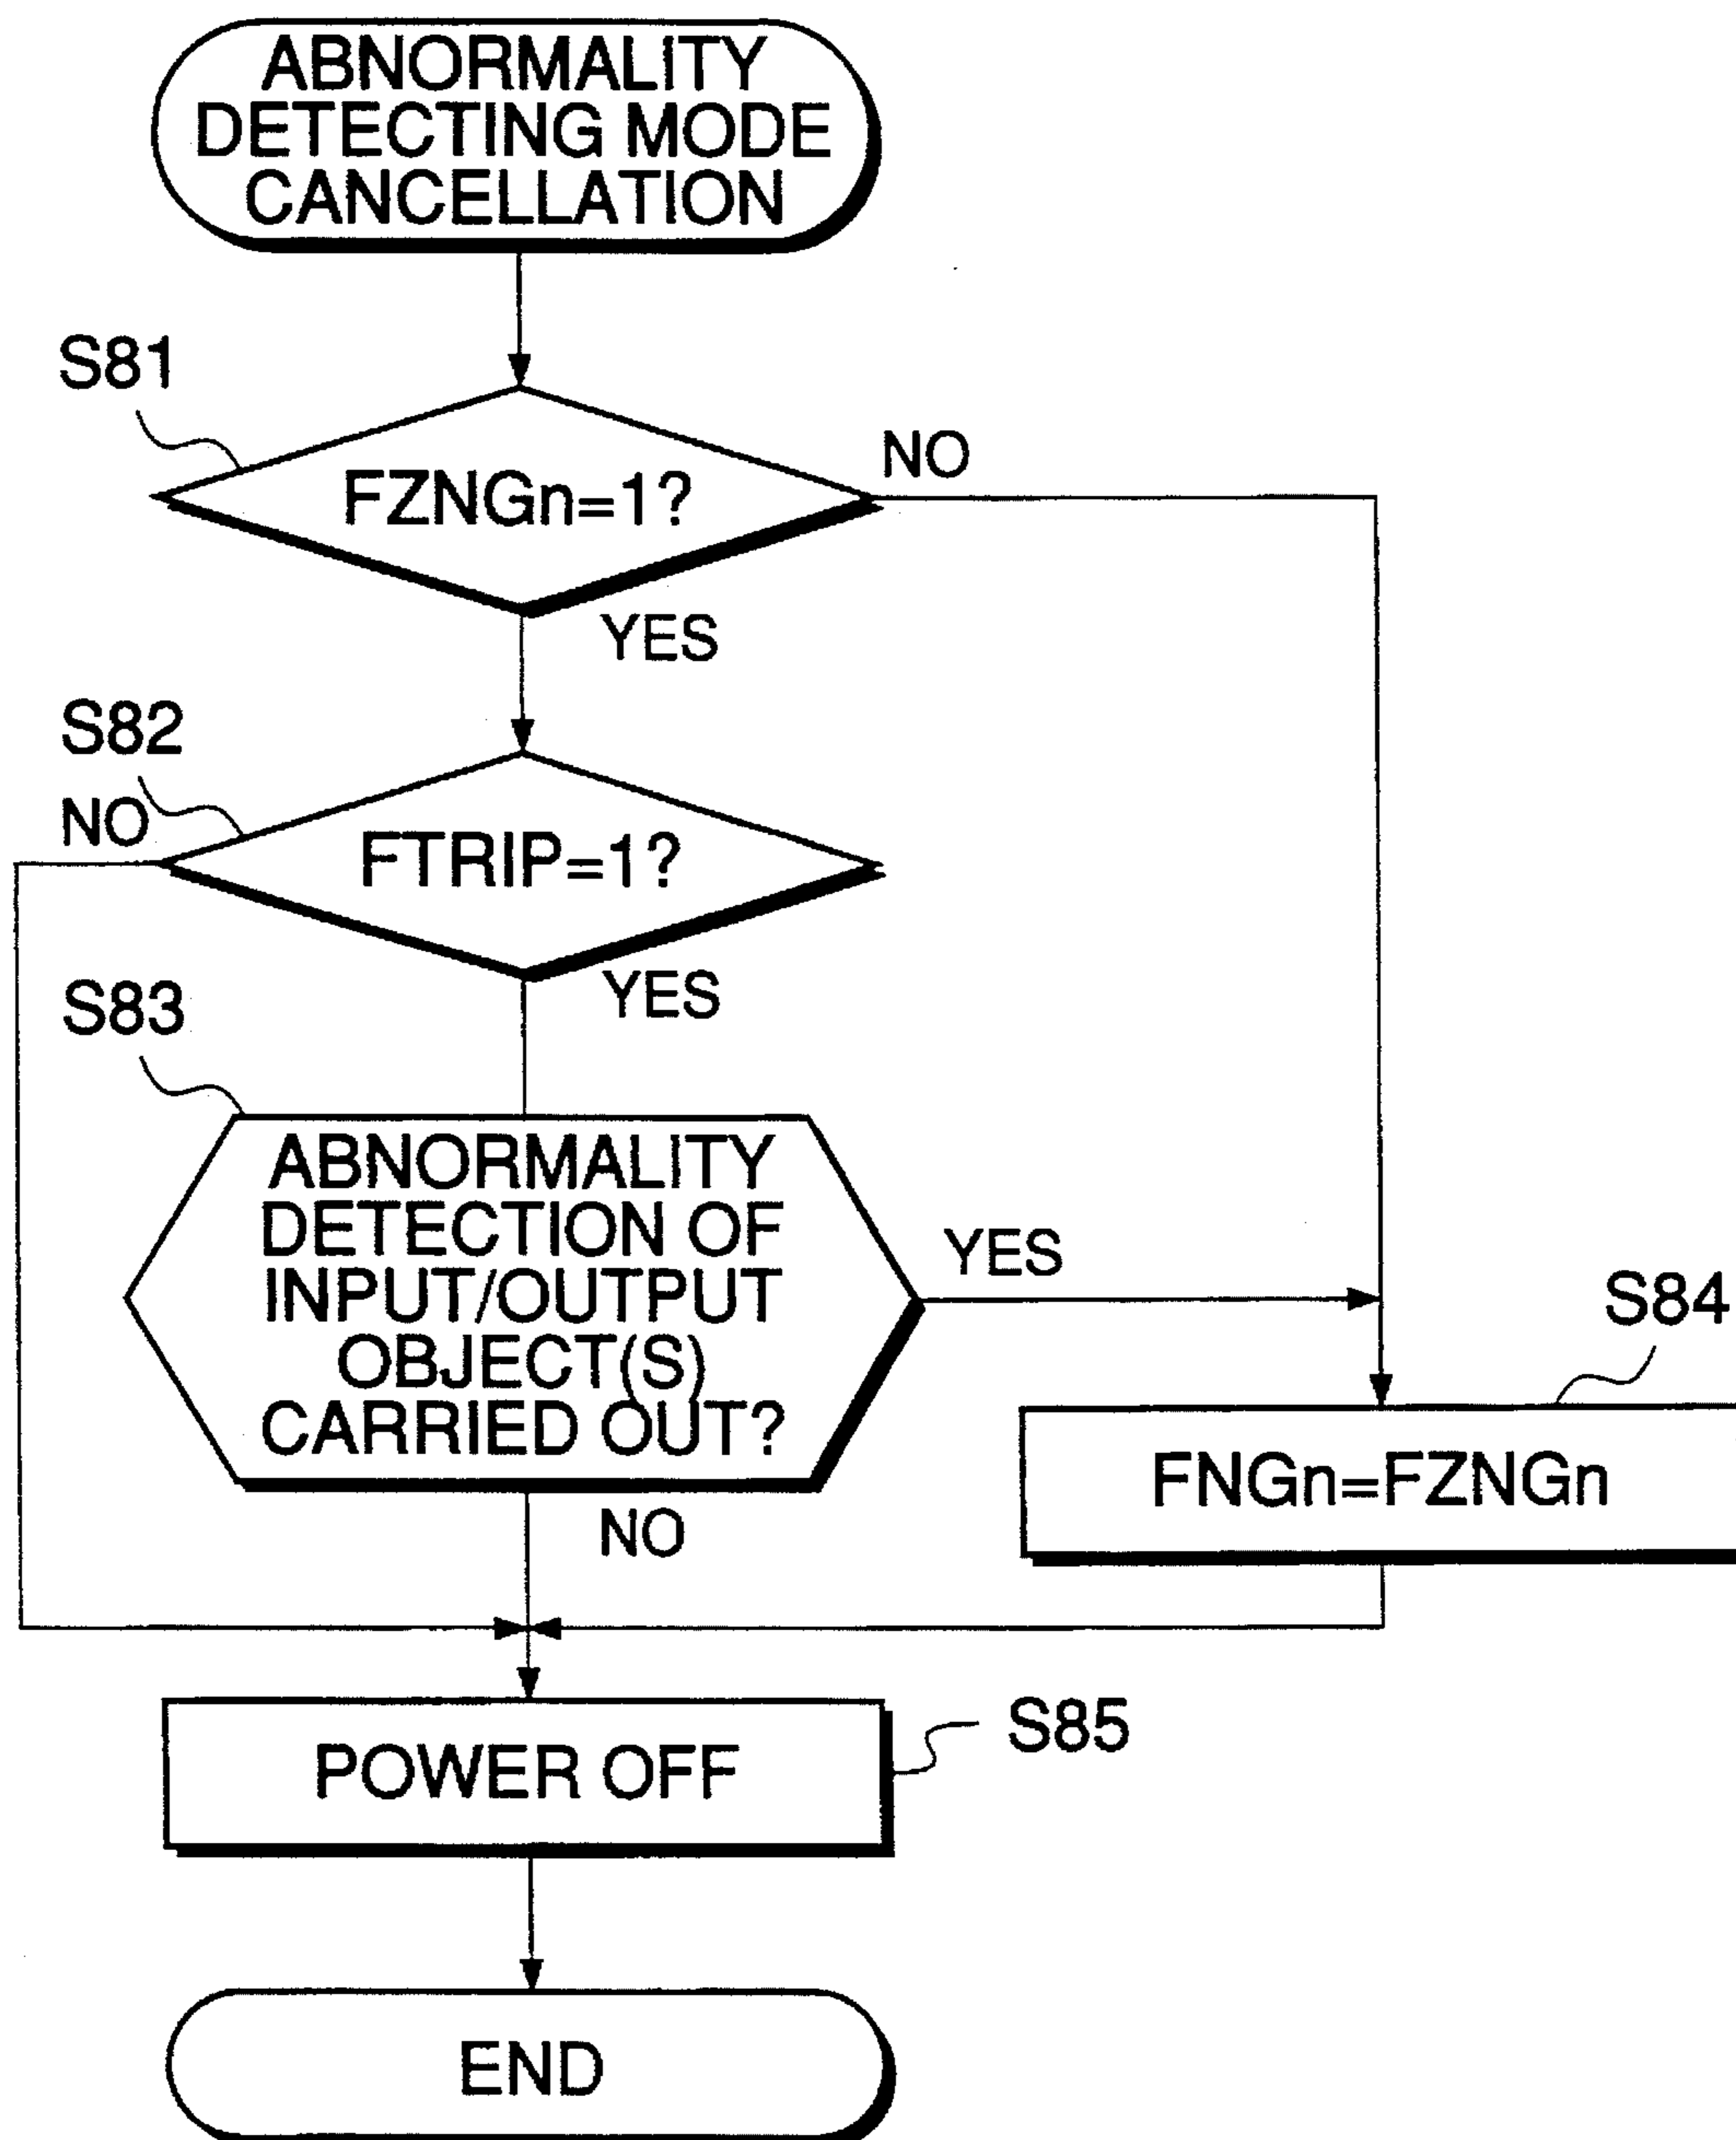 ABNORMALITY
DETECTING MODE
CANCELLATION
S81
FZNGn=1?
NO
YES
S82
NO
FTRIP=1?
YES
S83
ABNORMALITY
DETECTION OF
INPUT/OUTPUT
OBJECT(S)
CARRIED OUT?
YES
NO
S84
FNGn=FZNGn
POWER OFF
S85
END